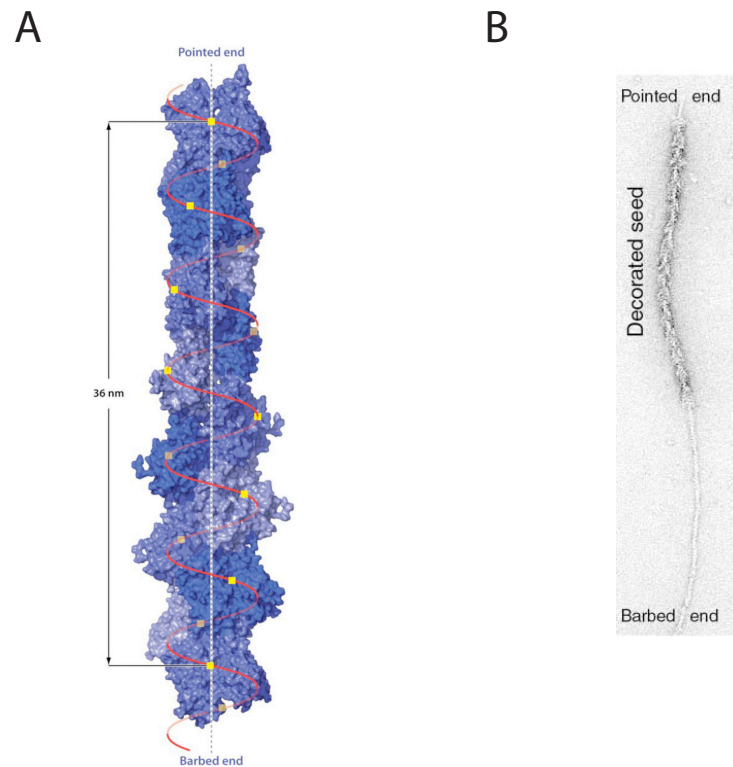 A
Pointed end
36 nm
Barbed end
B
Pointed end
Decorated seed
Barbed end